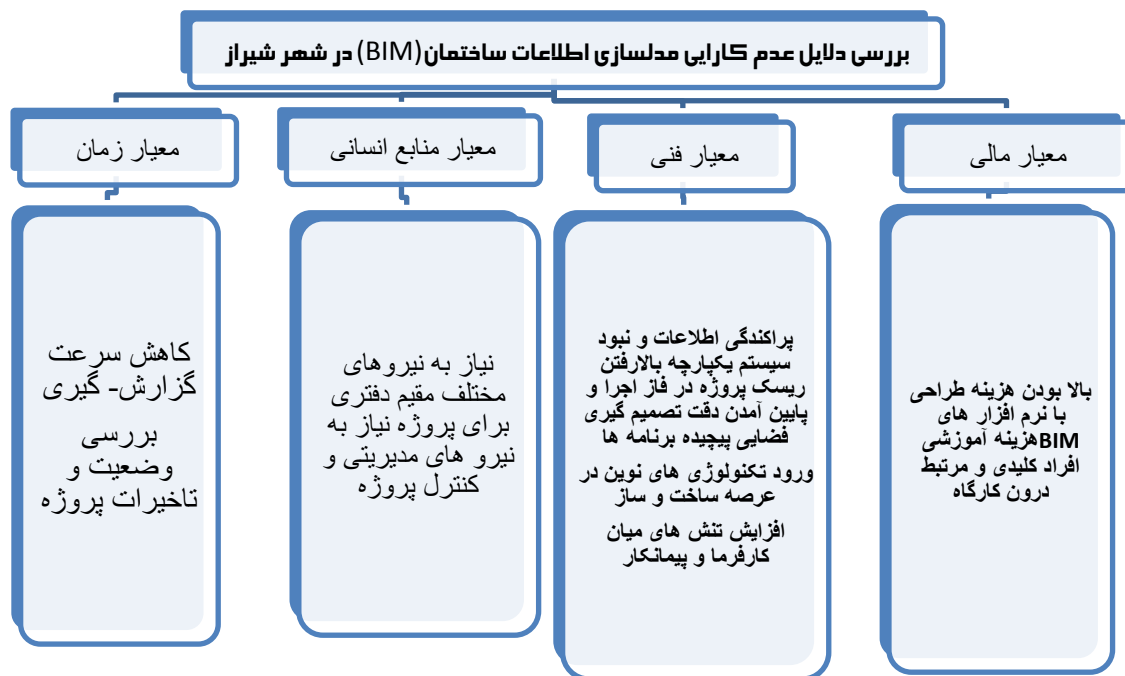 بررسی دلایل عدم کارایی مدلسازی اطلاعات ساختمان(BIM) در شهر شیراز
معیار مالی
بالا بودن هزینه طراحی
با نرم افزار های
BIMهزینه آموزشی
افراد کلیدی و مرتبط
درون کارگاه
معیار فنی
پراکندگی اطلاعات و نبود
سیستم یکپارچه بالارفتن
ریسک پروژه در فاز اجرا و
پایین آمدن دقت تصمیم گیری
فضایی پیچیده برنامه ها
ورود تکنولوژی های نوین در
عرصه ساخت و ساز
افزایش تنش های میان
کارفرما و پیمانکار
معیار منابع انسانی
نیاز به نیروهای
مختلف مقیم دفتری
برای پروژه نیاز به
نیرو های مدیریتی و
کنترل پروژه
معیار زمان
کاهش سرعت
گزارش- گیری
بررسی
وضعیت و
تاخیرات پروژه